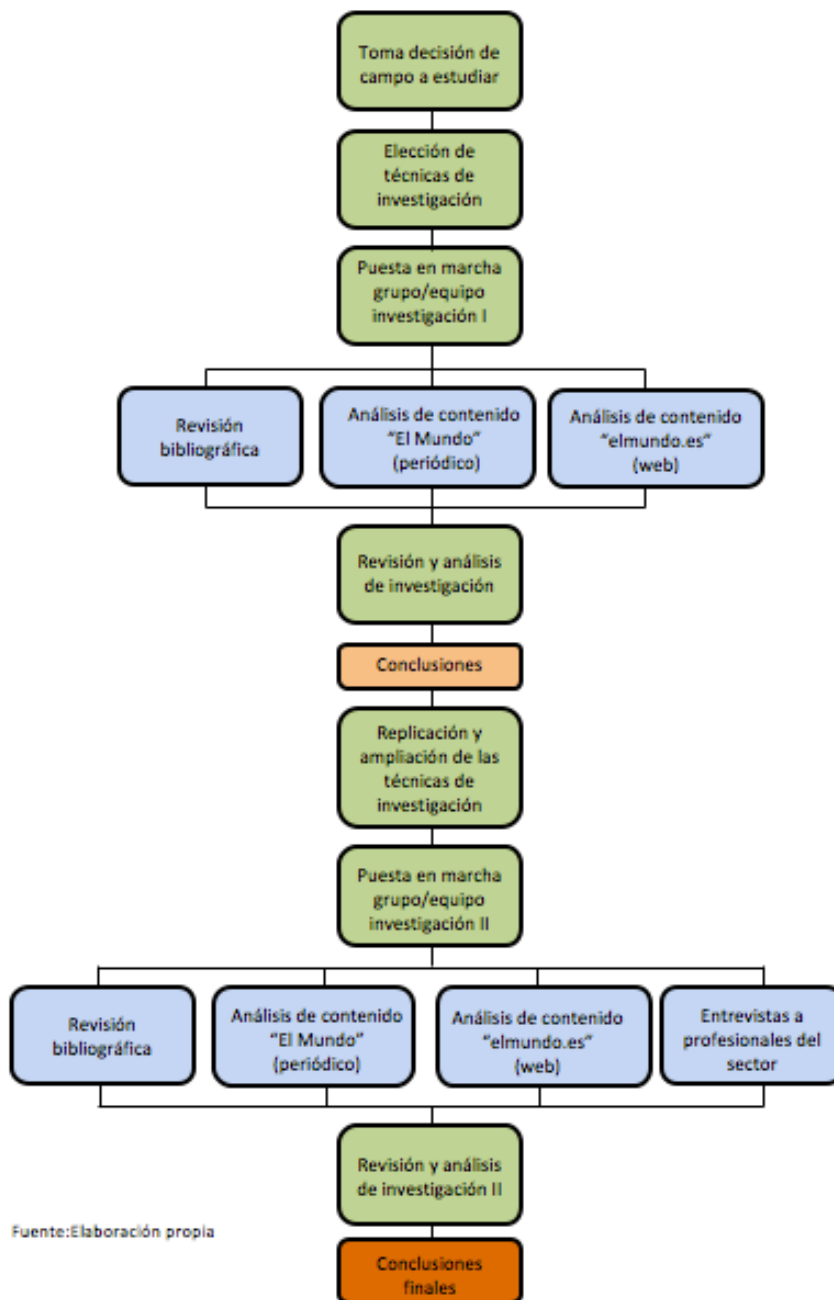 Toma decisión de
campo a estudiar
Elección de
técnicas de
investigación
Puesta en marcha
grupo/equipo
investigación I
Revisión
bibliográfica
Análisis de contenido
"El Mundo"
(periódico)
Análisis de contenido
"elmundo.es"
(web)
Revisión y análisis
de investigación
Conclusiones
Replicación y
ampliación de las
técnicas de
investigación
Puesta en marcha
grupo/equipo
investigación II
Revisión
bibliográfica
Análisis de contenido
"El Mundo"
(periódico)
Análisis de contenido
"elmundo.es"
(web)
Entrevistas a
profesionales del
sector
Revisión y análisis
de investigación II
Fuente:Elaboración propia
Conclusiones
finales